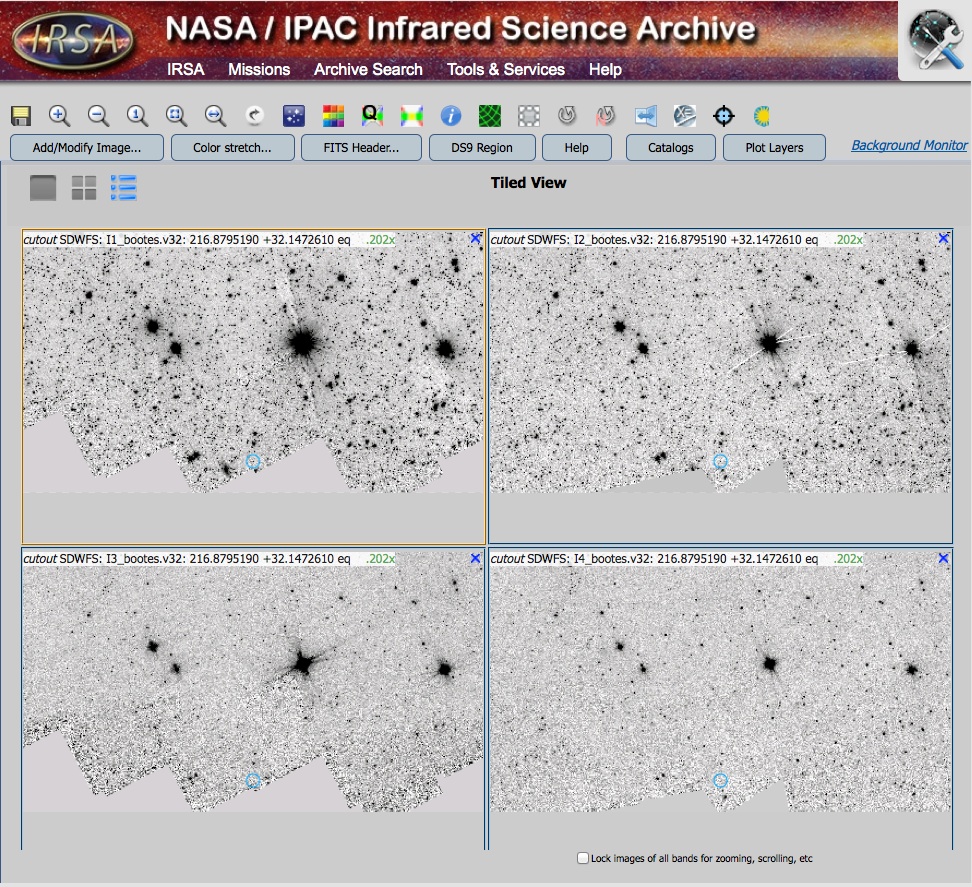 IRSA NASA / IPAC Infrared Science Archive
IRSA Missions Archive Search Tools & Services Help
1 Q i
Add/Modify Image... Color stretch... FITS Header... DS9 Region Help Catalogs Plot Layers Background Monitor
Tiled View
cutout SDWFS: I1_bootes.v32: 216.8795190 +32.1472610 eq .202x
cutout SDWFS: I2_bootes.v32: 216.8795190 +32.1472610 eq .202x
cutout SDWFS: I3_bootes.v32: 216.8795190 +32.1472610 eq .202x
cutout SDWFS: I4_bootes.v32: 216.8795190 +32.1472610 eq .202x
Lock images of all bands for zooming, scrolling, etc